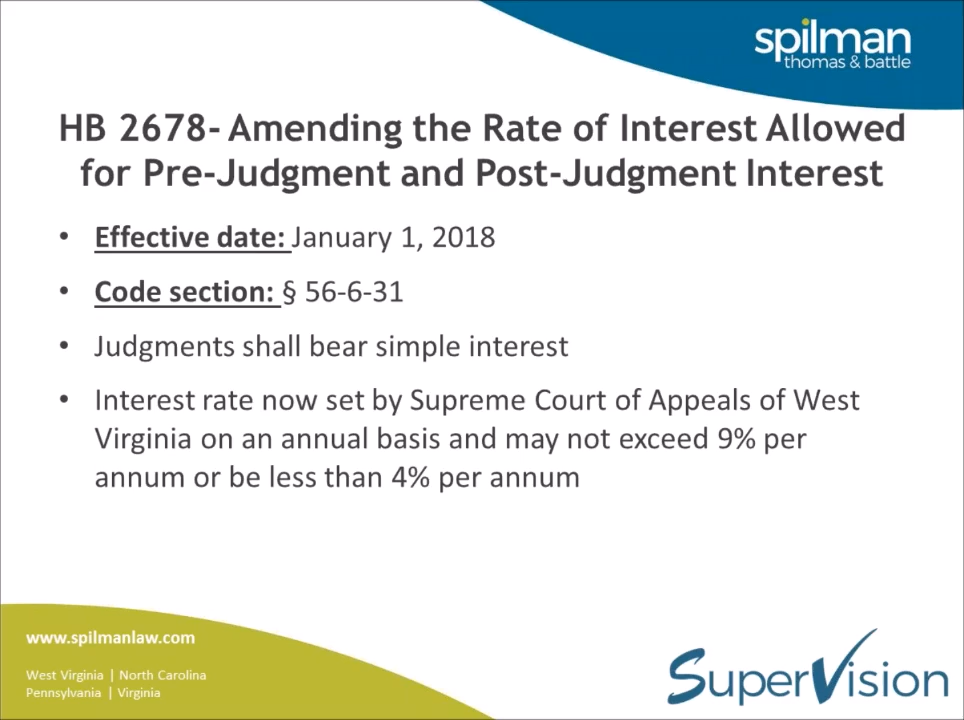 spilman
thomas & battle
HB 2678- Amending the Rate of Interest Allowed
for Pre-Judgment and Post-Judgment Interest
• Effective date: January 1, 2018
• Code section: § 56-6-31
• Judgments shall bear simple interest
• Interest rate now set by Supreme Court of Appeals of West
Virginia on an annual basis and may not exceed 9% per
annum or be less than 4% per annum
www.spilmanlaw.com
West Virginia | North Carolina
Pennsylvania | Virginia
SuperVision